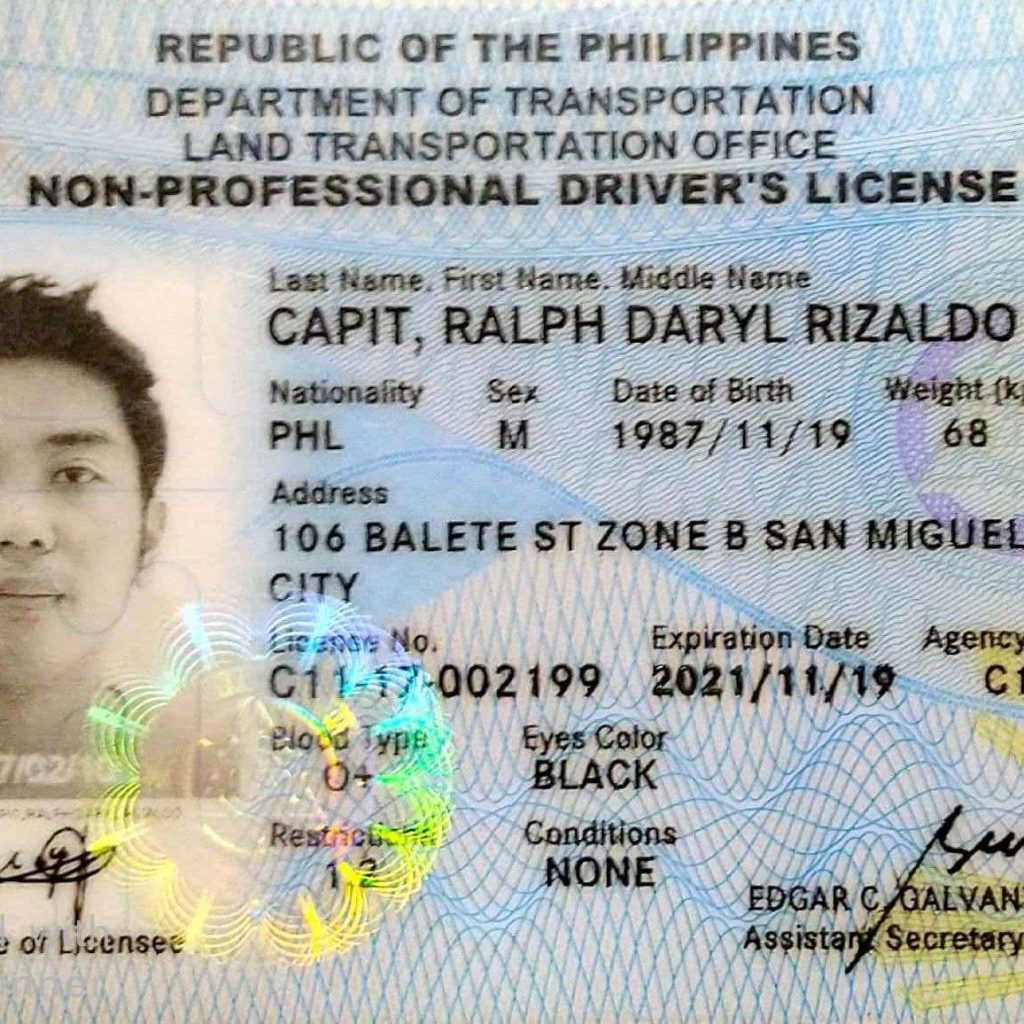 REPUBLIC OF THE PHILIPPINES
DEPARTMENT OF TRANSPORTATION
LAND TRANSPORTATION OFFICE
NON-PROFESSIONAL DRIVER'S LICENSE
Last Name, First Name, Middle Name
CAPIT, RALPH DARYL RIZALDO
Nationality Sex Date of Birth Weight (k
PHL M 1987/11/19 68
Address
106 BALETE ST ZONE B SAN MIGUEL
CITY
License No. Expiration Date Agency
C11-17-002199 2021/11/19 C1
Blood Type Eyes Color
O+ BLACK
Restrictions Conditions
1,2 NONE
EDGAR C. GALVAN
e of Licensee Assistant Secretary